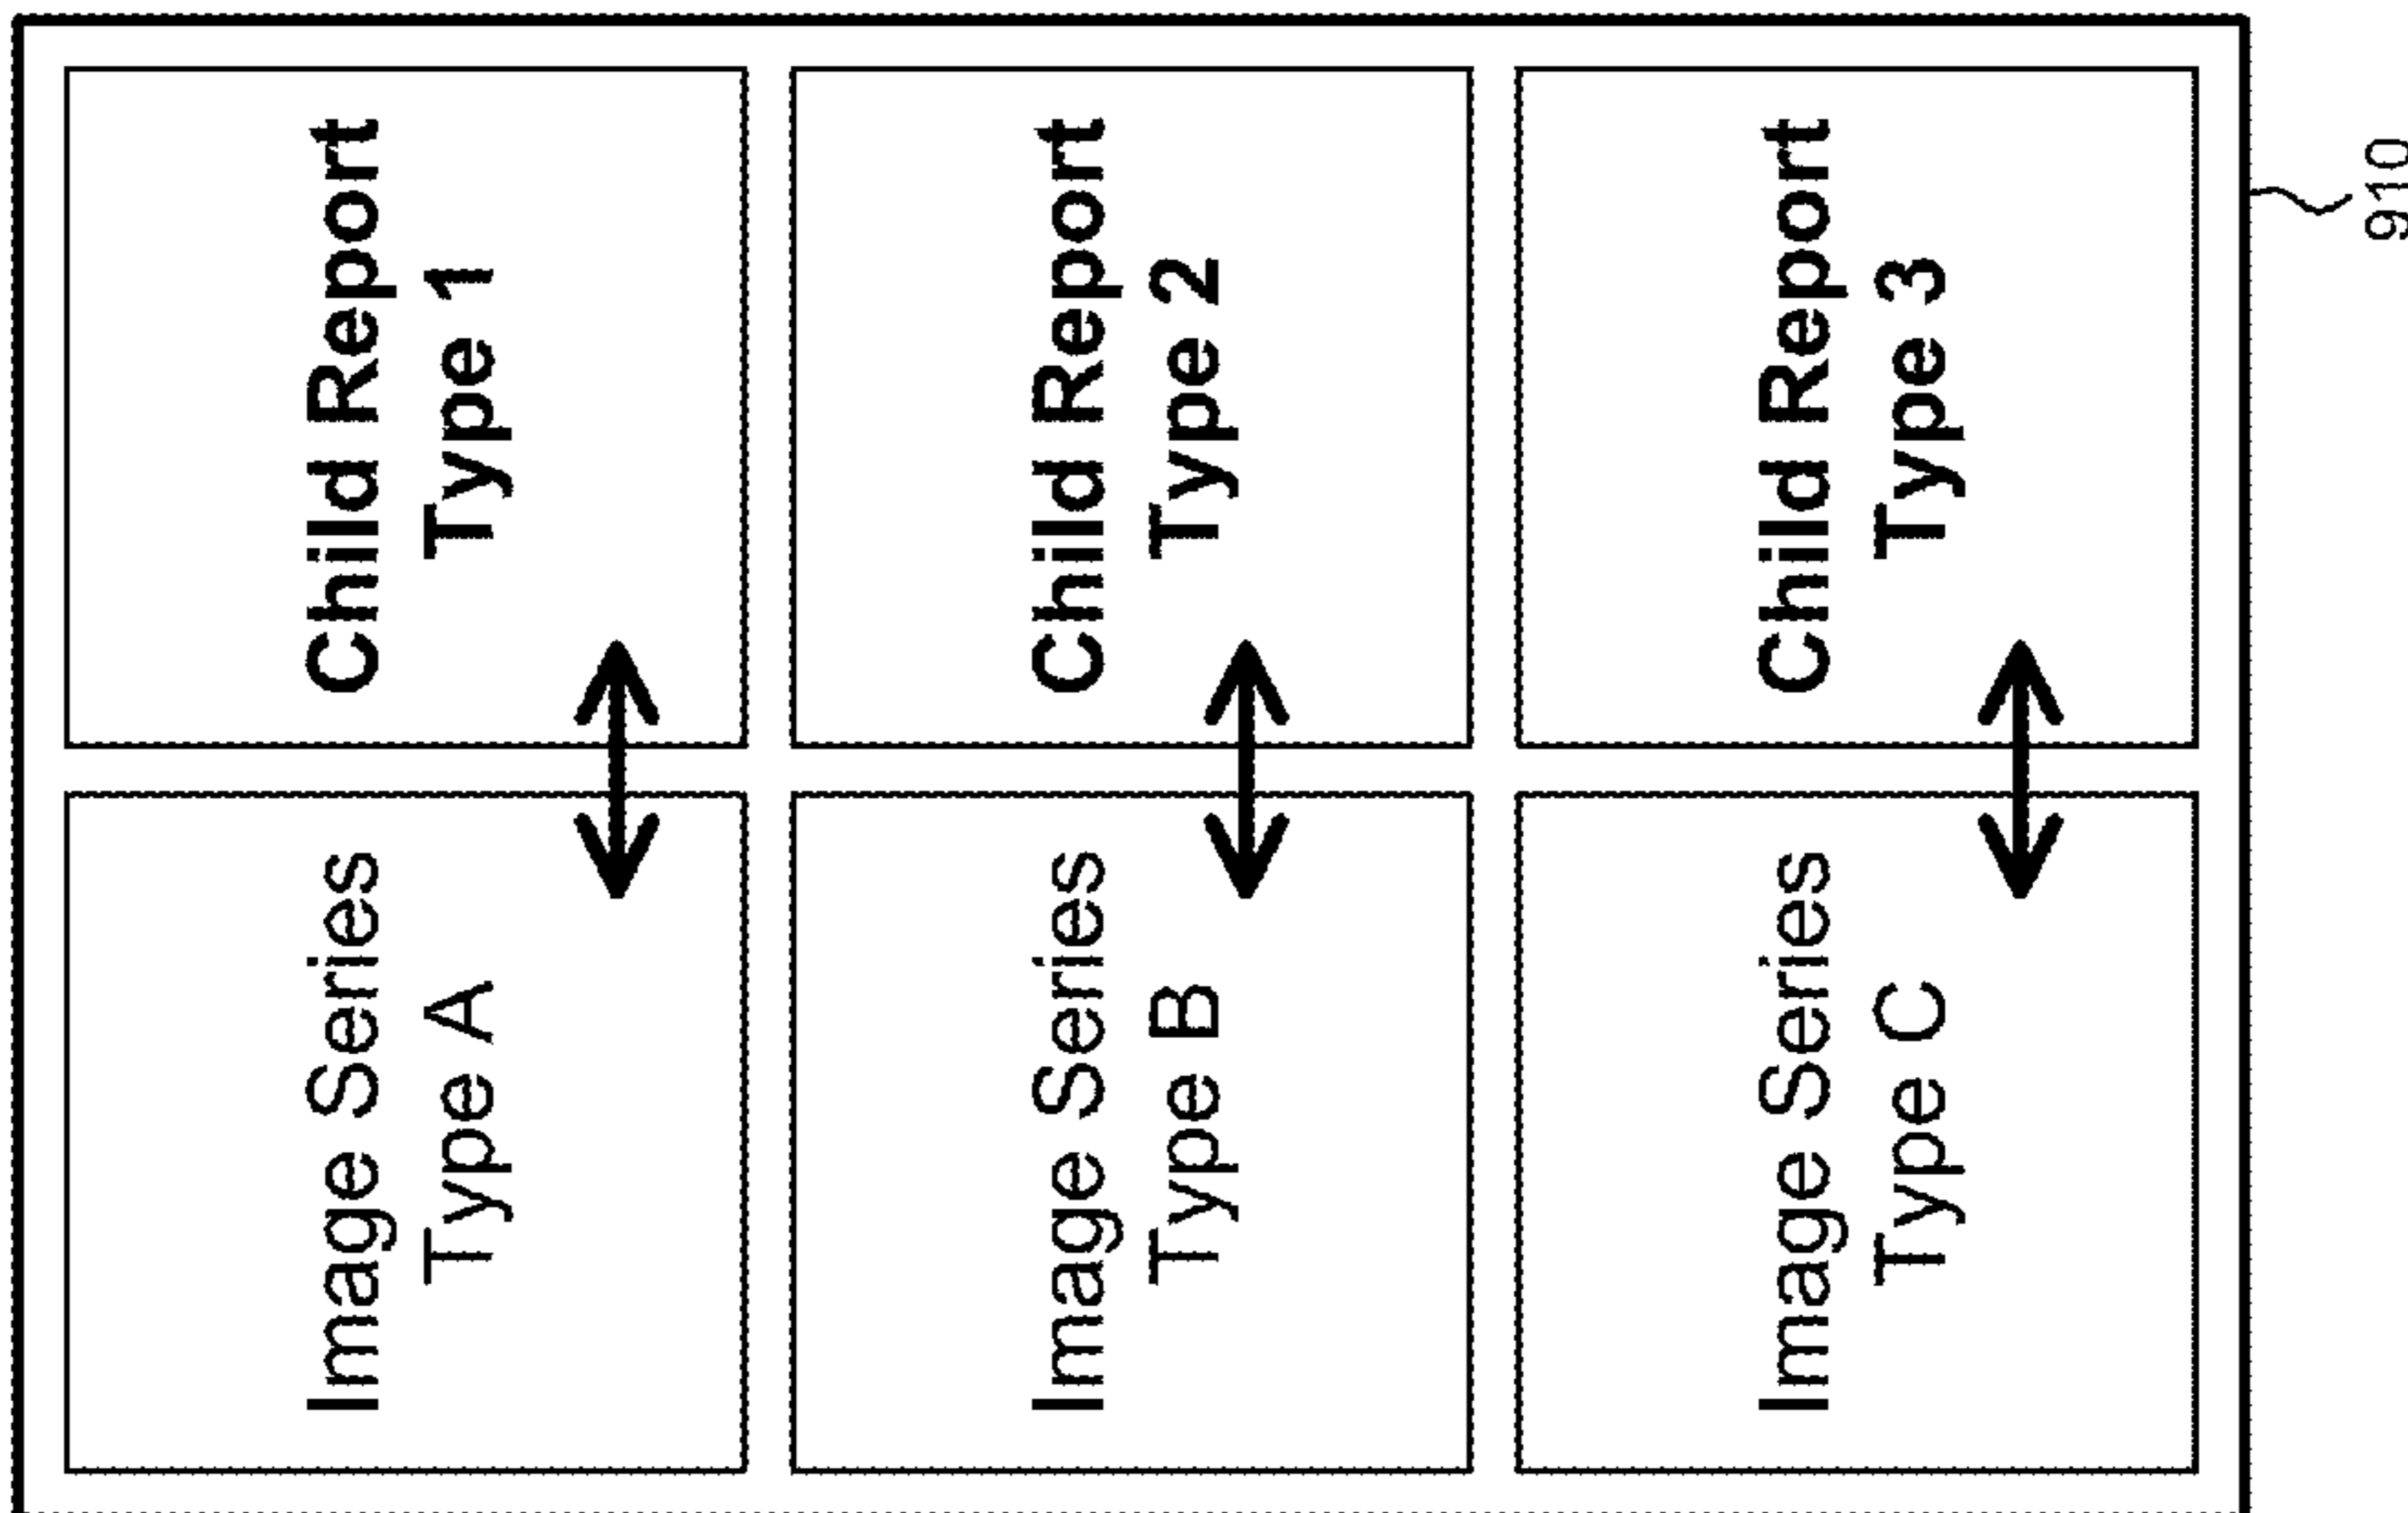 Image Series
Type A
Child Report
Type 1
Image Series
Type B
Child Report
Type 2
Image Series
Type C
Child Report
Type 3
910